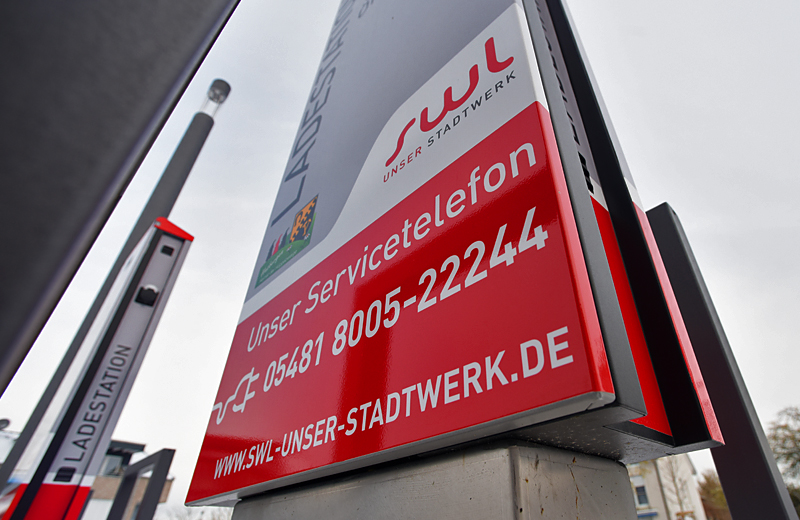 LADESTATION
swl
UNSER STADTWERK
Unser Servicetelefon
05481 8005-22244
WWW.SWL-UNSER-STADTWERK.DE
LADESTATION